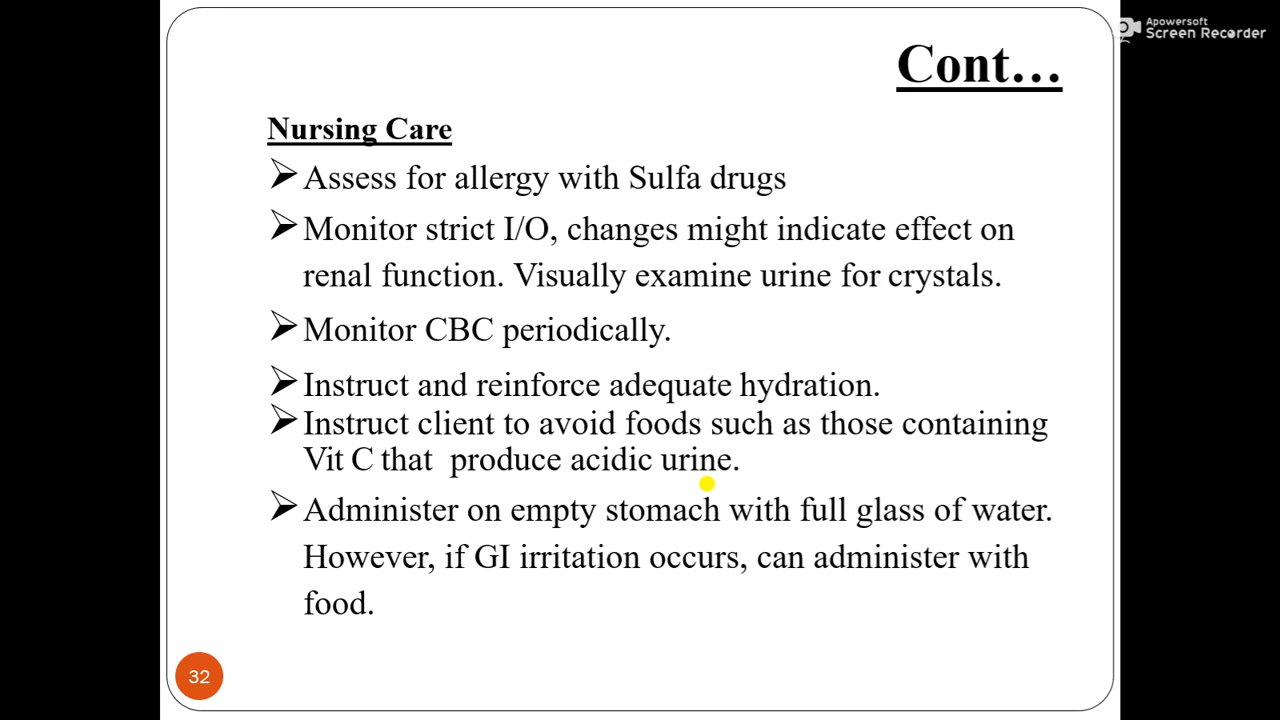 Apowersoft
Screen Recorder
Cont…
Nursing Care
➢Assess for allergy with Sulfa drugs
➢Monitor strict I/O, changes might indicate effect on
renal function. Visually examine urine for crystals.
➢Monitor CBC periodically.
➢Instruct and reinforce adequate hydration.
➢Instruct client to avoid foods such as those containing
Vit C that produce acidic urine.
➢Administer on empty stomach with full glass of water.
However, if GI irritation occurs, can administer with
food.
32